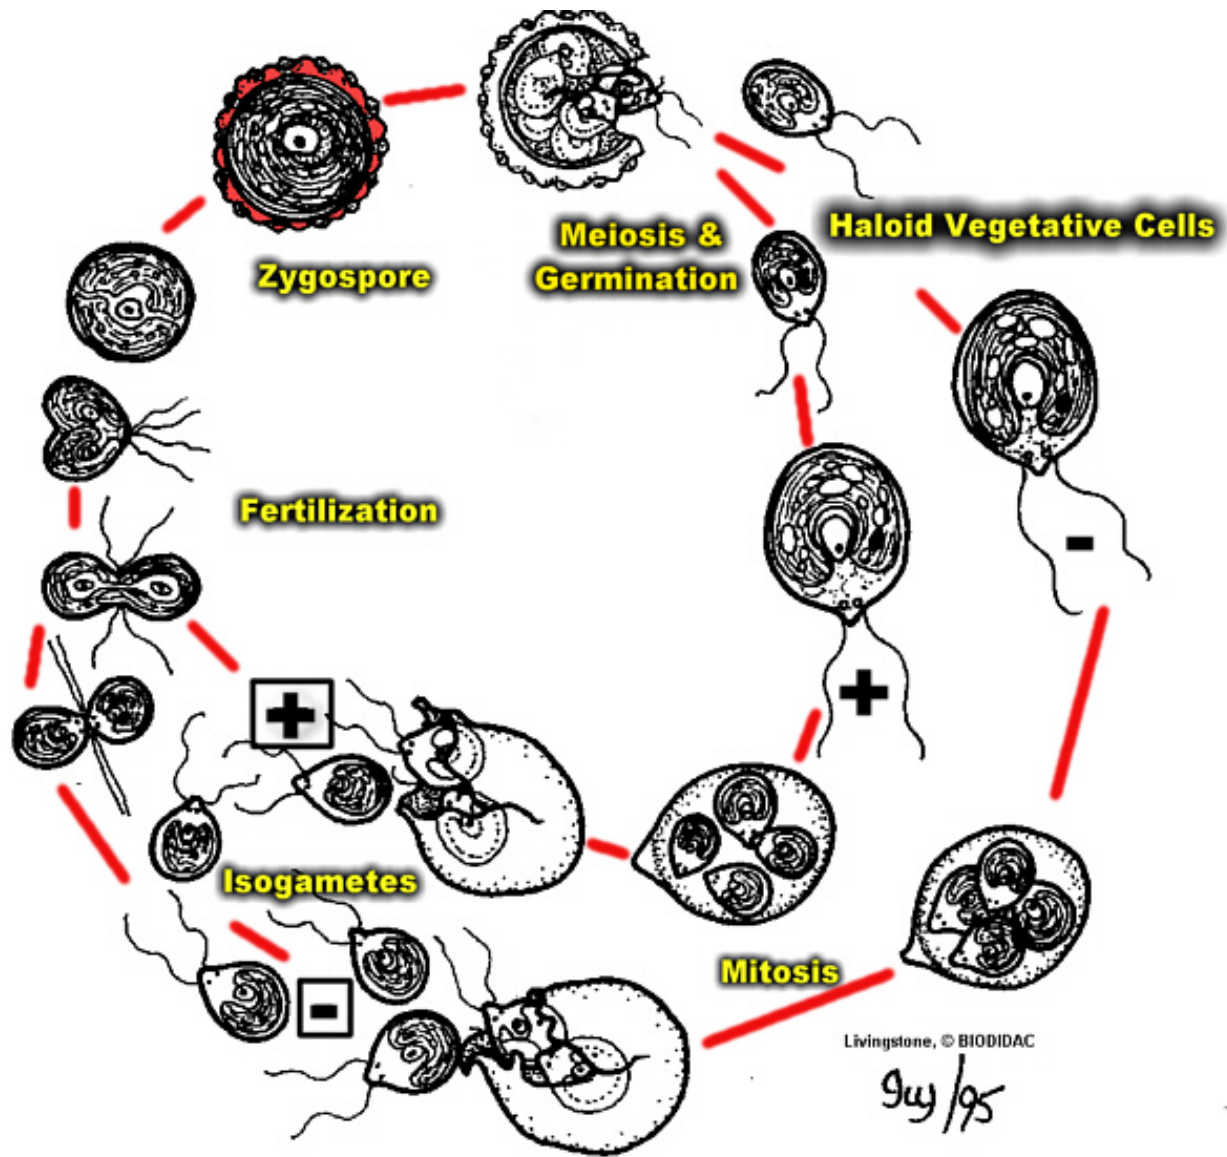 Zygospore
Meiosis &
Germination
Haloid Vegetative Cells
Fertilization
-
+
+
Isogametes
-
Mitosis
Livingstone, © BIODIDAC